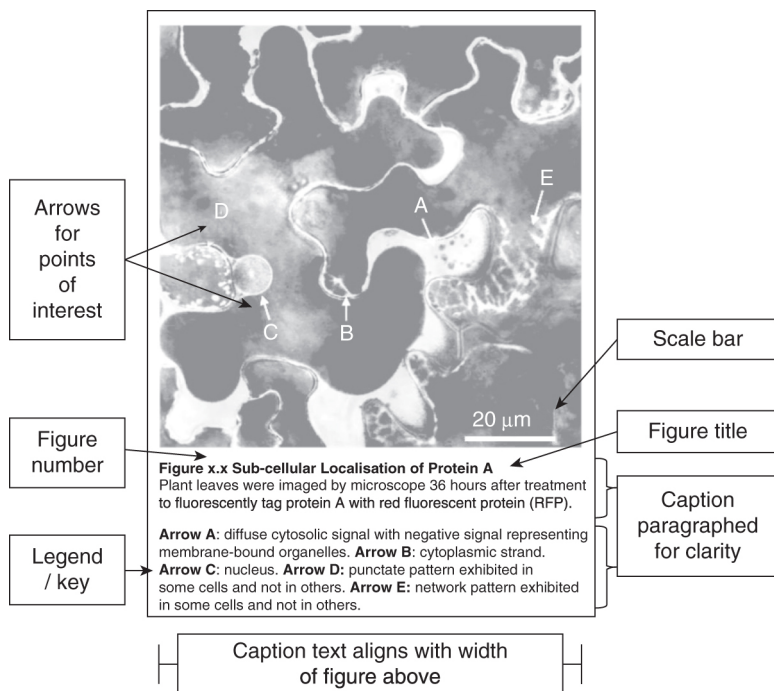 D
A
E
C
B
20 μm
Arrows
for
points
of
interest
Scale bar
Figure
number
Figure title
Figure x.x Sub-cellular Localisation of Protein A
Plant leaves were imaged by microscope 36 hours after treatment
to fluorescently tag protein A with red fluorescent protein (RFP).
Arrow A: diffuse cytosolic signal with negative signal representing
membrane-bound organelles. Arrow B: cytoplasmic strand.
Arrow C: nucleus. Arrow D: punctate pattern exhibited in
some cells and not in others. Arrow E: network pattern exhibited
in some cells and not in others.
Caption
paragraphed
for clarity
Legend
/ key
Caption text aligns with width
of figure above